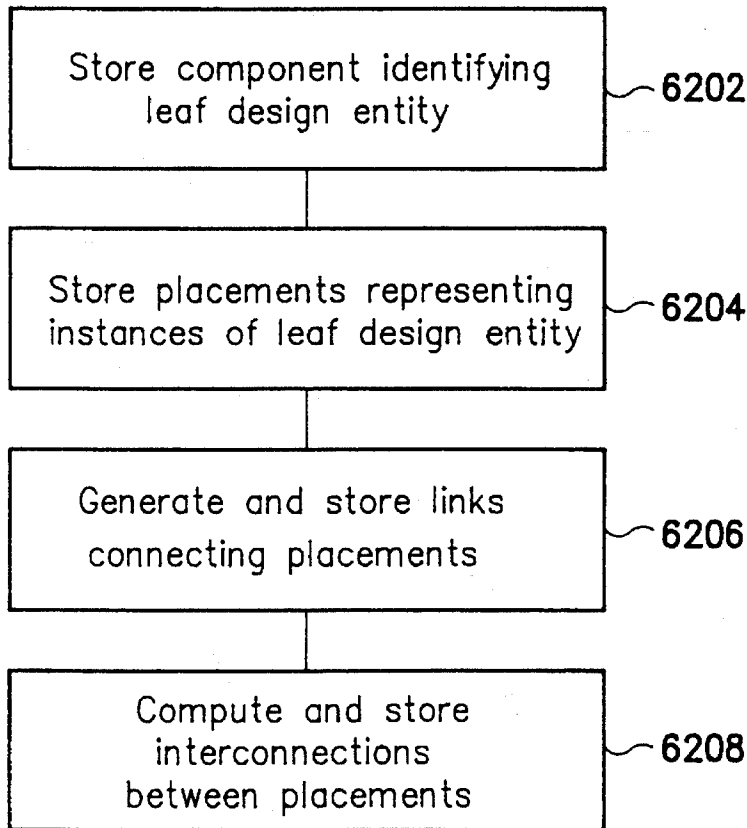 Store component identifying
leaf design entity
6202
Store placements representing
instances of leaf design entity
6204
Generate and store links
connecting placements
6206
Compute and store
interconnections
between placements
6208